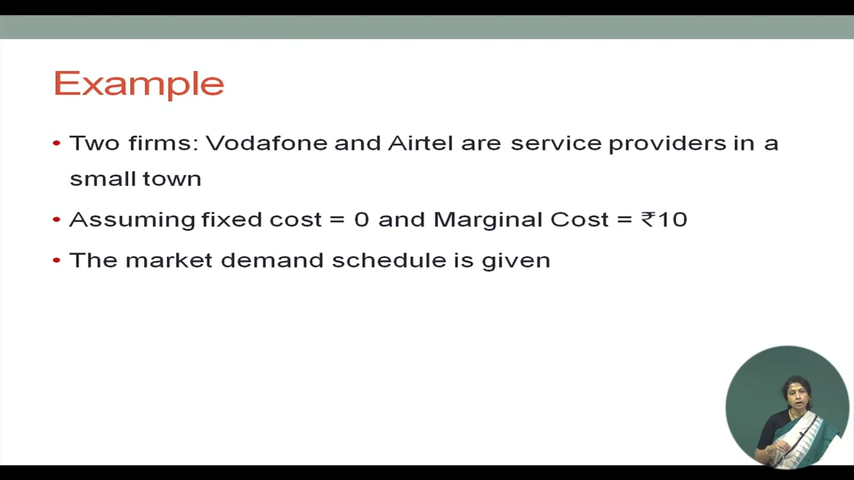 Example
• Two firms: Vodafone and Airtel are service providers in a
small town
• Assuming fixed cost = 0 and Marginal Cost = ₹10
• The market demand schedule is given